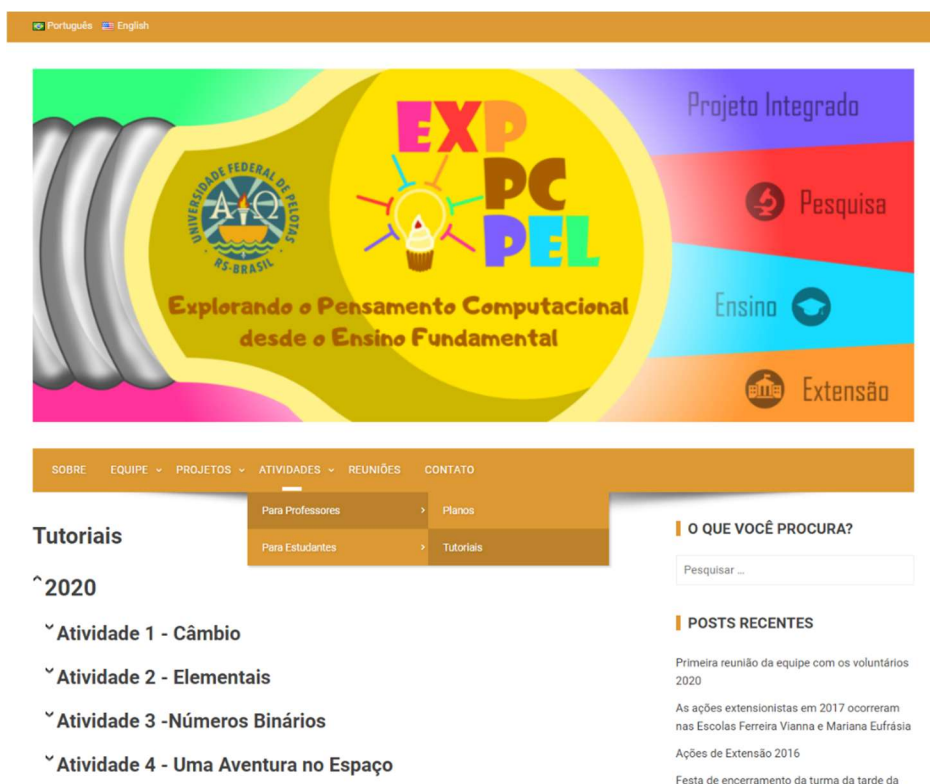 Português English
EXP
PC
PEL
UNIVERSIDADE FEDERAL DE PELOTAS
RS-BRASIL
ΑΩ
Explorando o Pensamento Computacional
desde o Ensino Fundamental
Projeto Integrado
Pesquisa
Ensino
Extensão
SOBRE EQUIPE PROJETOS ATIVIDADES REUNIÕES CONTATO
Para Professores Planos
Para Estudantes Tutoriais
Tutoriais
2020
Atividade 1 - Câmbio
Atividade 2 - Elementais
Atividade 3 -Números Binários
Atividade 4 - Uma Aventura no Espaço
O QUE VOCÊ PROCURA?
Pesquisar ...
POSTS RECENTES
Primeira reunião da equipe com os voluntários
2020
As ações extensionistas em 2017 ocorreram
nas Escolas Ferreira Vianna e Mariana Eufrásia
Ações de Extensão 2016
Festa de encerramento da turma da tarde da